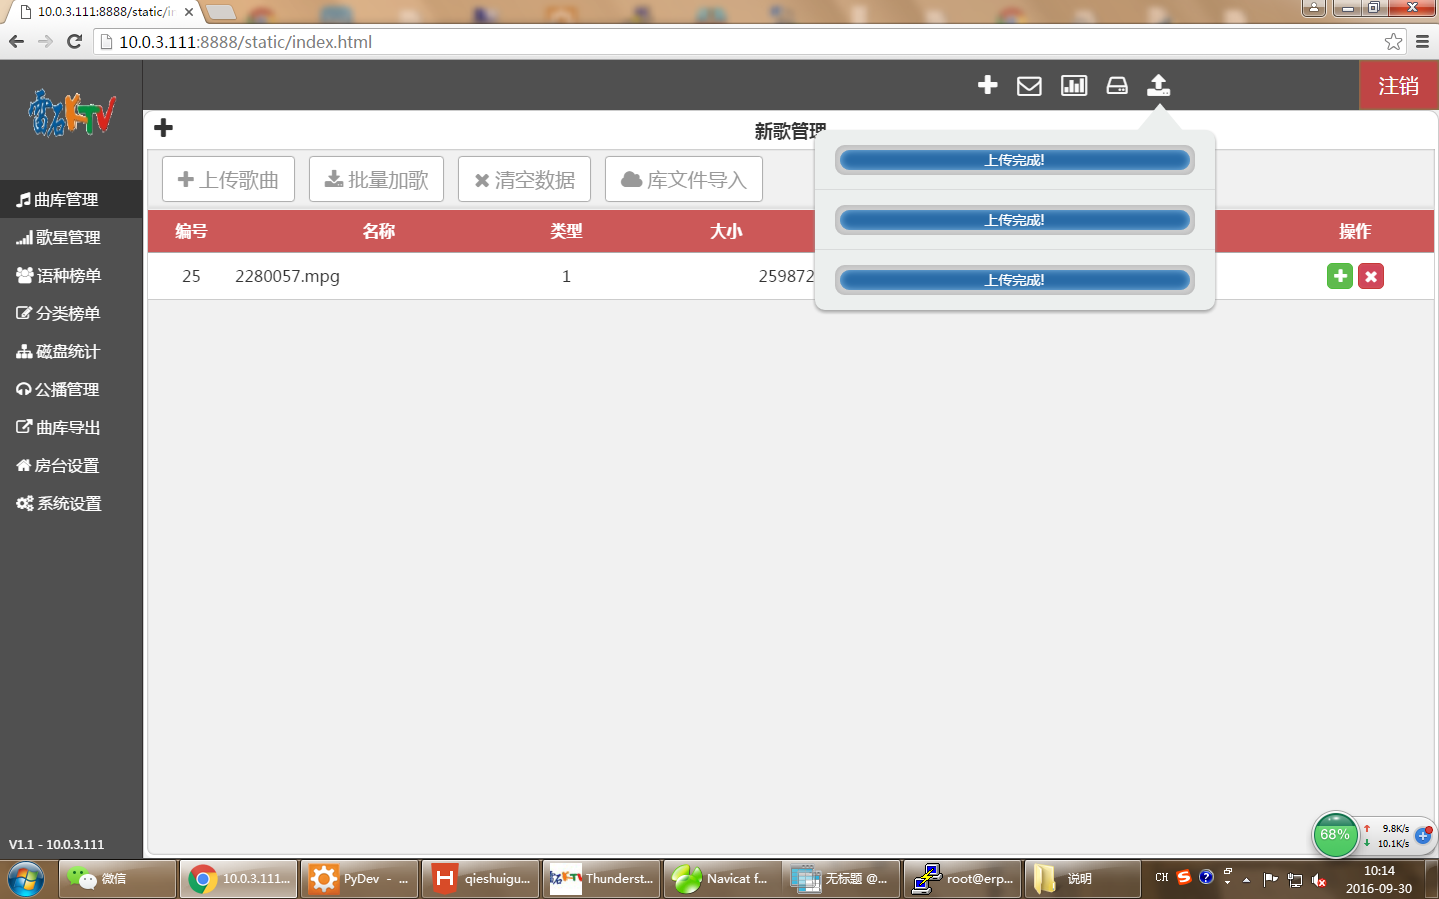 10.0.3.111:8888/static/ir
10.0.3.111:8888/static/index.html
雷石KTV
注销
曲库管理
歌星管理
语种榜单
分类榜单
磁盘统计
公播管理
曲库导出
房台设置
系统设置
V1.1 - 10.0.3.111
新歌管理
上传歌曲
批量加歌
清空数据
库文件导入
上传完成!
上传完成!
上传完成!
编号 名称 类型 大小 操作
25 2280057.mpg 1 259872
68%
9.8K/s
10.1K/s
微信
10.0.3.111...
PyDev - ...
qieshuigu...
雷石KTV
Thunderst...
Navicat f...
无标题 @...
root@erp...
说明
CH
10:14
2016-09-30